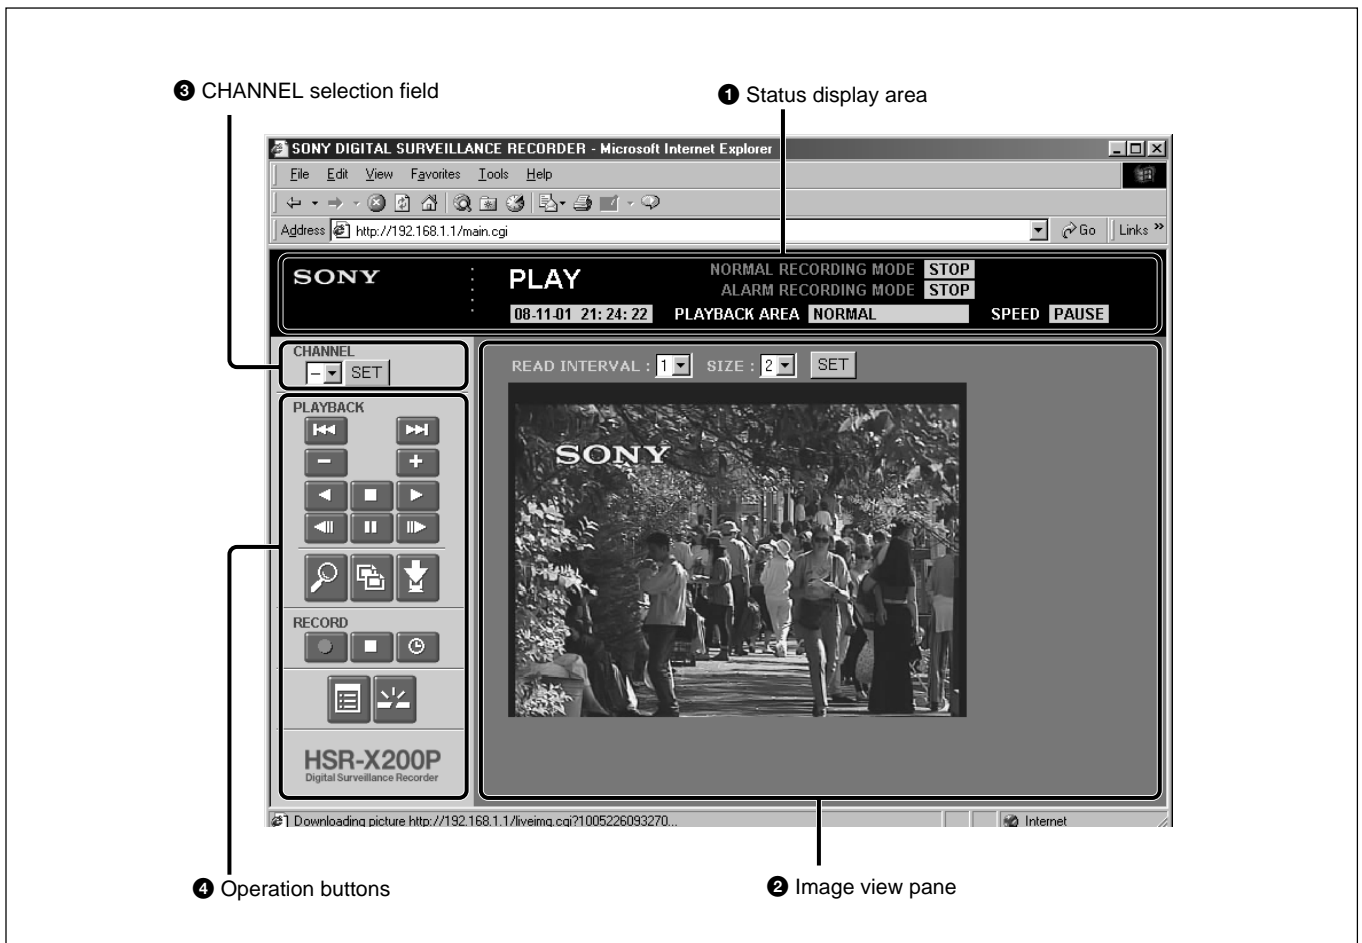 ❸ CHANNEL selection field
❶ Status display area
SONY DIGITAL SURVEILLANCE RECORDER - Microsoft Internet Explorer
File Edit View Favorites Tools Help
Address http://192.168.1.1/main.cgi Go Links »
SONY
PLAY
NORMAL RECORDING MODE STOP
ALARM RECORDING MODE STOP
08-11-01 21:24:22 PLAYBACK AREA NORMAL SPEED PAUSE
CHANNEL
– SET
READ INTERVAL : 1 SIZE : 2 SET
PLAYBACK
SONY
RECORD
HSR-X200P
Digital Surveillance Recorder
Downloading picture http://192.168.1.1/liveimg.cgi?1005226093270... Internet
❹ Operation buttons
❷ Image view pane